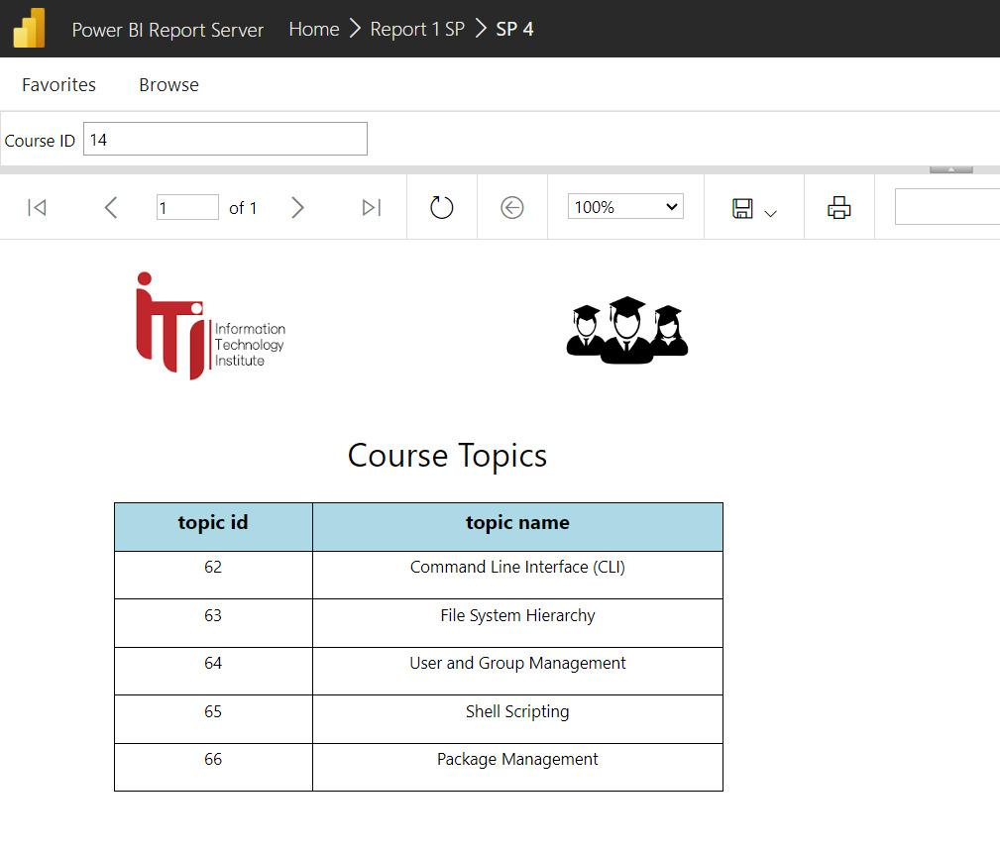 Power BI Report Server Home > Report 1 SP > SP 4
Favorites Browse
Course ID 14
1 of 1 100%
iTi Information
Technology
Institute
Course Topics
topic id topic name
62 Command Line Interface (CLI)
63 File System Hierarchy
64 User and Group Management
65 Shell Scripting
66 Package Management